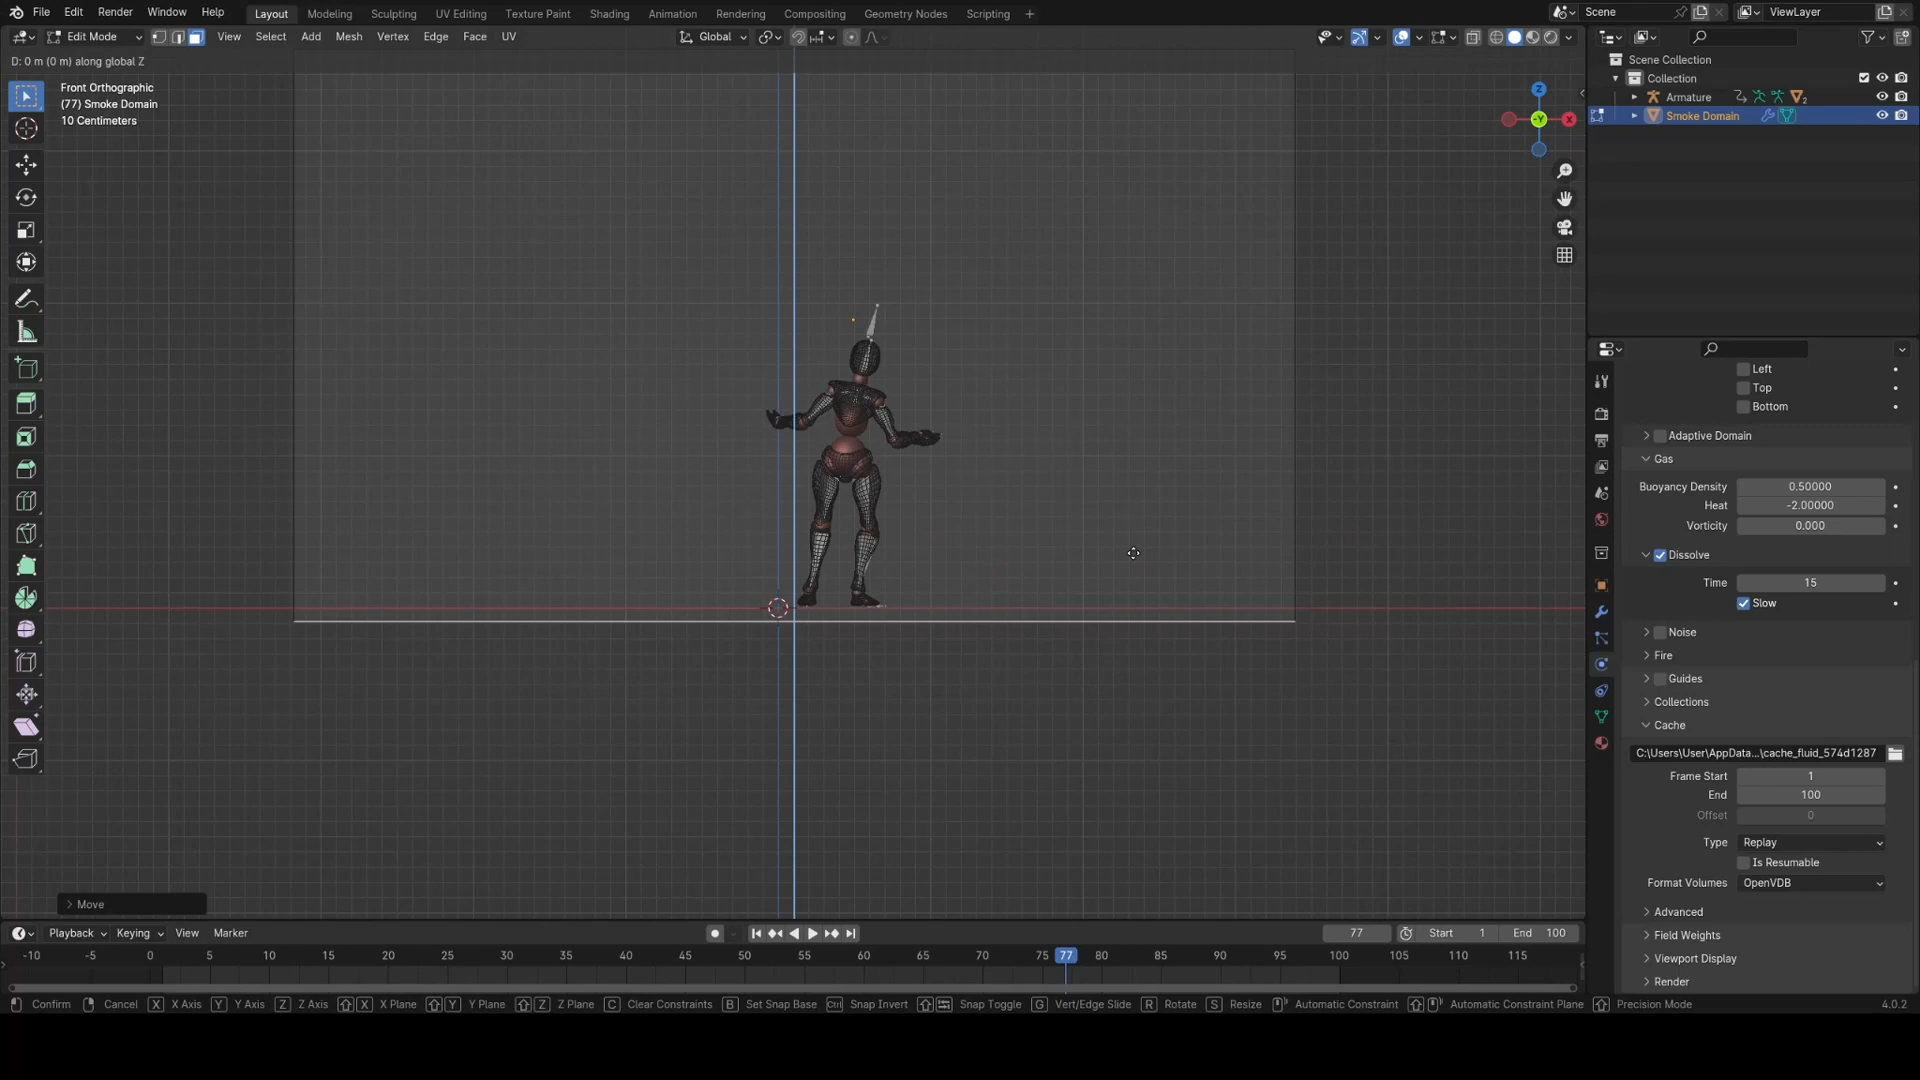 File Edit Render Window Help Layout Modeling Sculpting UV Editing Texture Paint Shading Animation Rendering Compositing Geometry Nodes Scripting + Scene ViewLayer
Edit Mode View Select Add Mesh Vertex Edge Face UV Global
D: 0 m (0 m) along global Z
Front Orthographic
(77) Smoke Domain
10 Centimeters
Z
-Y
X
Scene Collection
Collection
Armature 2
Smoke Domain
Left
Top
Bottom
Adaptive Domain
Gas
Buoyancy Density 0.50000
Heat -2.00000
Vorticity 0.000
Dissolve
Time 15
Slow
Noise
Fire
Guides
Collections
Cache
C:\Users\User\AppData...\cache_fluid_574d1287
Frame Start 1
End 100
Offset 0
Type Replay
Is Resumable
Format Volumes OpenVDB
Advanced
Field Weights
Viewport Display
Render
Move
Playback Keying View Marker 77 Start 1 End 100
-10 -5 0 5 10 15 20 25 30 35 40 45 50 55 60 65 70 75 77 80 85 90 95 100 105 110 115
Confirm Cancel X X Axis Y Y Axis Z Z Axis X X Plane Y Y Plane Z Z Plane C Clear Constraints B Set Snap Base Ctrl Snap Invert Snap Toggle G Vert/Edge Slide R Rotate S Resize Automatic Constraint Automatic Constraint Plane Precision Mode 4.0.2